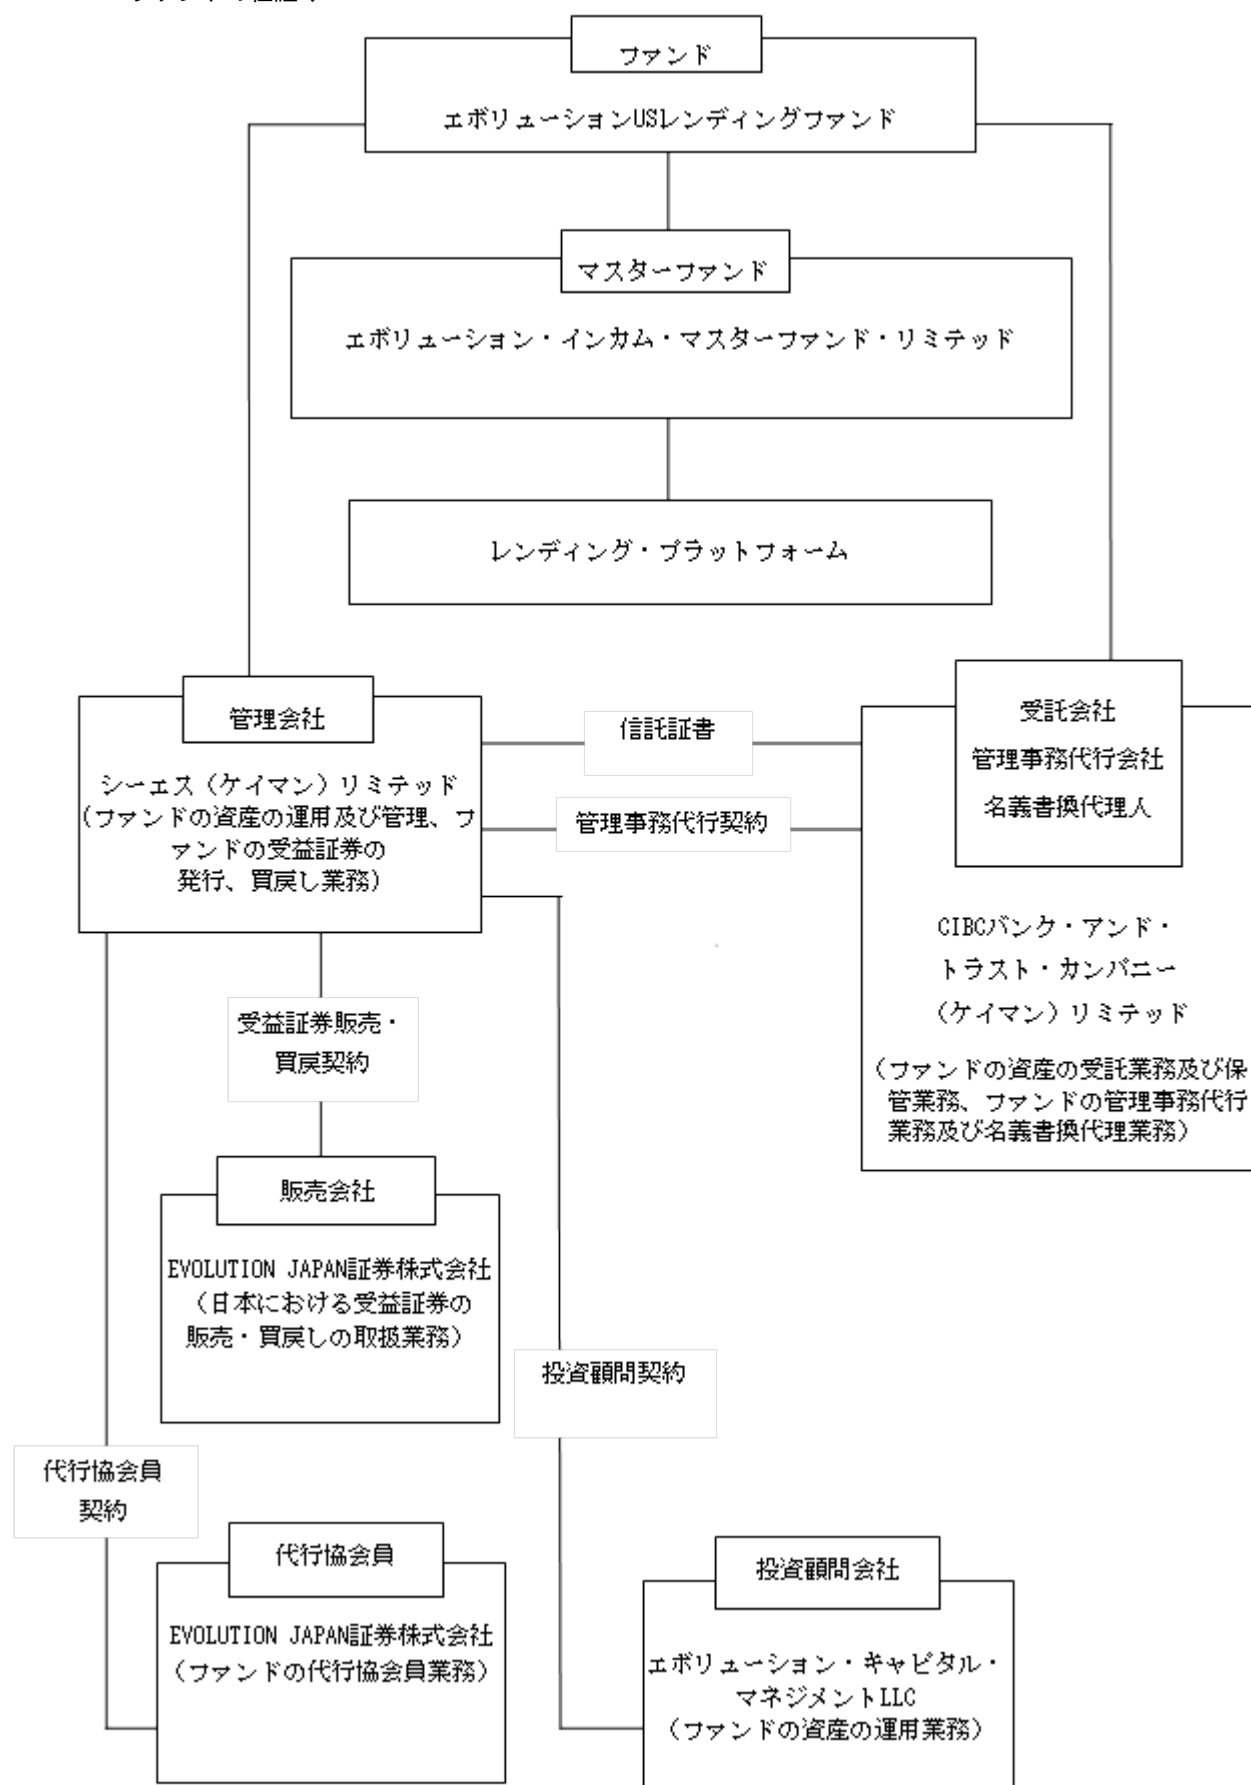 ファンド
エボリューションUSレンディングファンド
マスターファンド
エボリューション・インカム・マスターファンド・リミテッド
レンディング・プラットフォーム
管理会社
シーエス（ケイマン）リミテッド
（ファンドの資産の運用及び管理、フ
ァンドの受益証券の
発行、買戻し業務）
信託証書
管理事務代行契約
受託会社
管理事務代行会社
名義書換代理人
CIBCバンク・アンド・
トラスト・カンパニー
（ケイマン）リミテッド
（ファンドの資産の受託業務及び保
管業務、ファンドの管理事務代行
業務及び名義書換代理業務）
受益証券販売・
買戻契約
販売会社
EVOLUTION JAPAN証券株式会社
（日本における受益証券の
販売・買戻しの取扱業務）
投資顧問契約
代行協会員
契約
代行協会員
EVOLUTION JAPAN証券株式会社
（ファンドの代行協会員業務）
投資顧問会社
エボリューション・キャピタル・
マネジメントLLC
（ファンドの資産の運用業務）